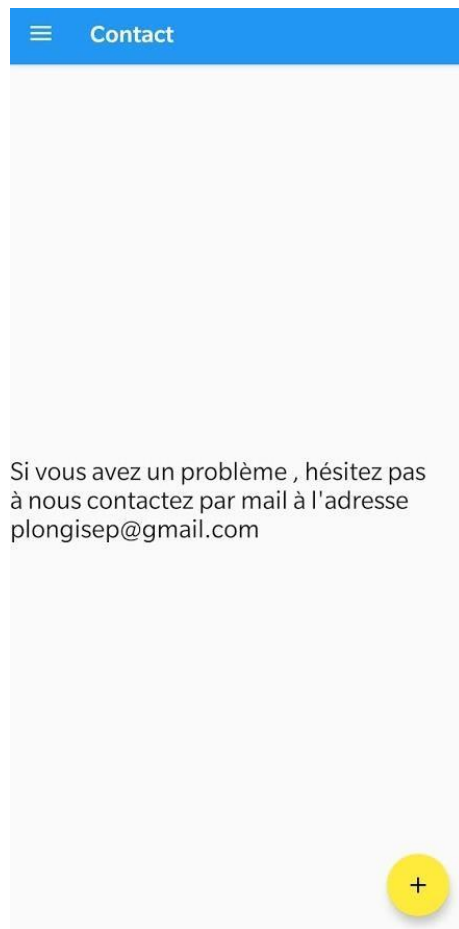 Contact
Si vous avez un problème , hésitez pas
à nous contactez par mail à l'adresse
plongisep@gmail.com
+